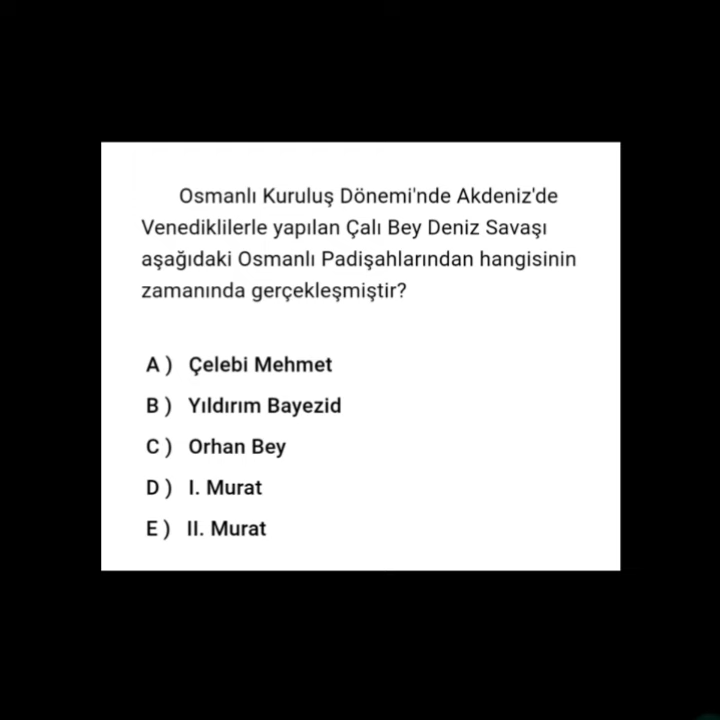 Osmanlı Kuruluş Dönemi'nde Akdeniz'de
Venediklilerle yapılan Çalı Bey Deniz Savaşı
aşağıdaki Osmanlı Padişahlarından hangisinin
zamanında gerçekleşmiştir?
A) Çelebi Mehmet
B) Yıldırım Bayezid
C) Orhan Bey
D) I. Murat
E) II. Murat